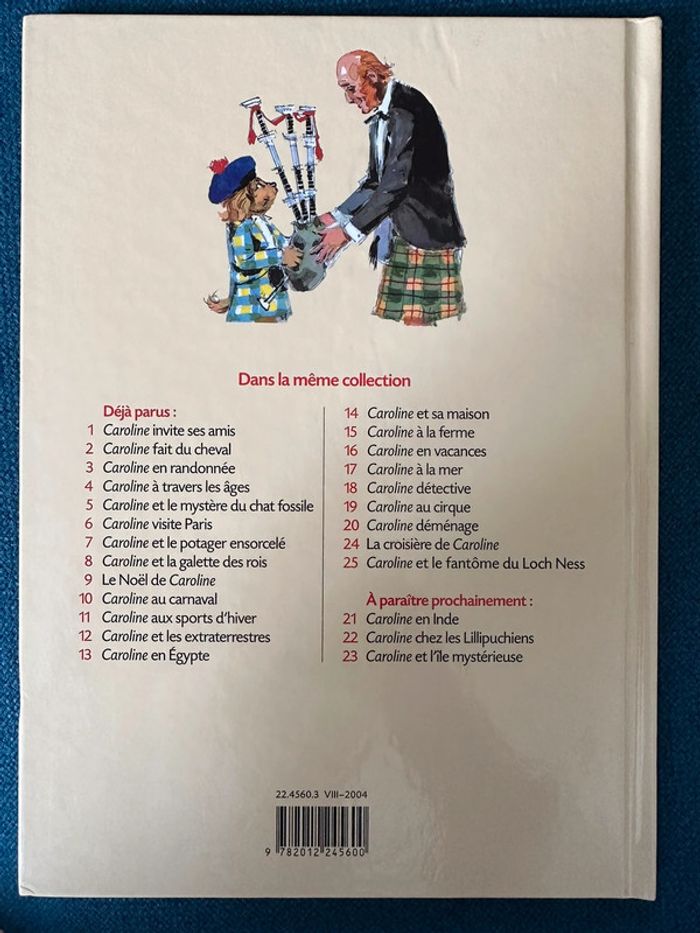 Dans la même collection
Déjà parus :
1 Caroline invite ses amis
2 Caroline fait du cheval
3 Caroline en randonnée
4 Caroline à travers les âges
5 Caroline et le mystère du chat fossile
6 Caroline visite Paris
7 Caroline et le potager ensorcelé
8 Caroline et la galette des rois
9 Le Noël de Caroline
10 Caroline au carnaval
11 Caroline aux sports d'hiver
12 Caroline et les extraterrestres
13 Caroline en Égypte
14 Caroline et sa maison
15 Caroline à la ferme
16 Caroline en vacances
17 Caroline à la mer
18 Caroline détective
19 Caroline au cirque
20 Caroline déménage
24 La croisière de Caroline
25 Caroline et le fantôme du Loch Ness
À paraître prochainement :
21 Caroline en Inde
22 Caroline chez les Lillipuchiens
23 Caroline et l'île mystérieuse
22.4560.3 VIII-2004
9 782012 245600